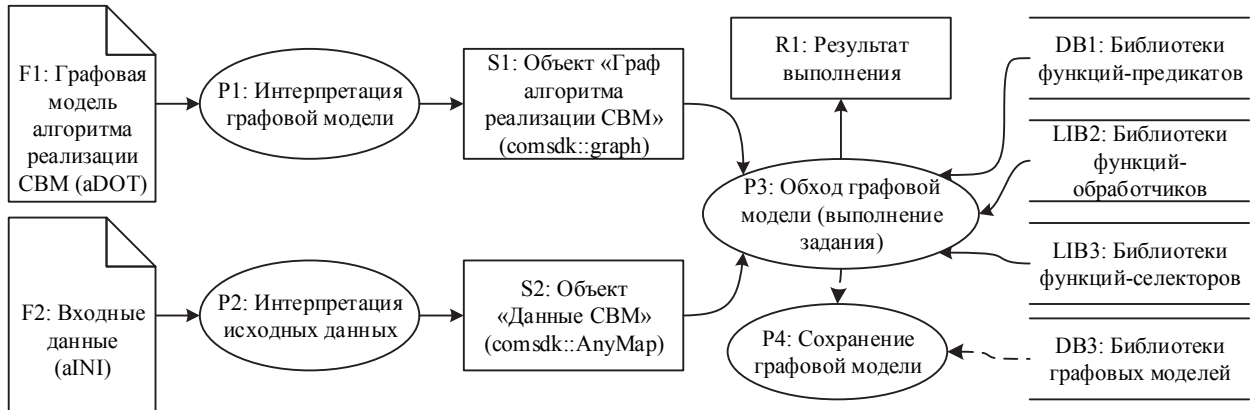 F1: Графовая
модель
алгоритма
реализации
СВМ (aDOT)
P1: Интерпретация
графовой модели
S1: Объект «Граф
алгоритма
реализации СВМ»
(comsdk::graph)
R1: Результат
выполнения
DB1: Библиотеки
функций-предикатов
LIB2: Библиотеки
функций-
обработчиков
P3: Обход графовой
модели (выполнение
задания)
F2: Входные
данные
(aINI)
P2: Интерпретация
исходных данных
S2: Объект
«Данные СВМ»
(comsdk::AnyMap)
P4: Сохранение
графовой модели
LIB3: Библиотеки
функций-селекторов
DB3: Библиотеки
графовых моделей